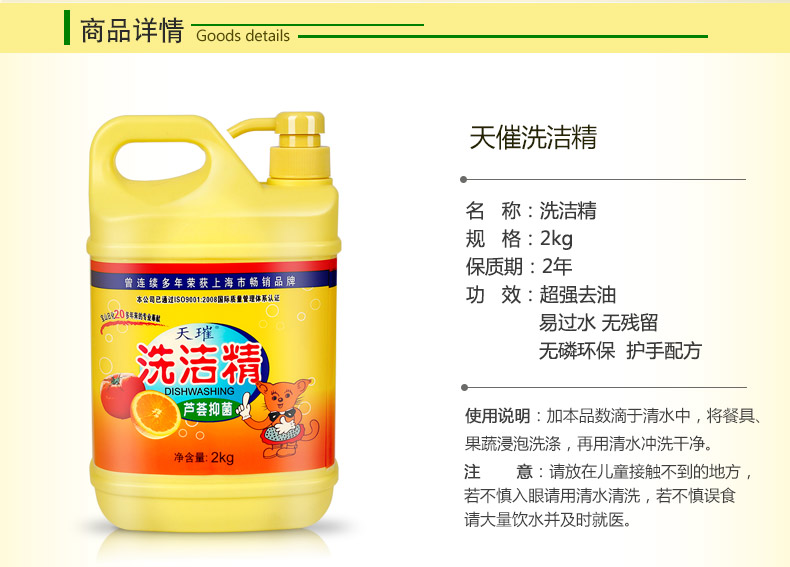 商品详情 Goods details
天催洗洁精
名 称：洗洁精
规 格：2kg
保质期：2年
功 效：超强去油
易过水 无残留
无磷环保 护手配方
使用说明：加本品数滴于清水中，将餐具、
果蔬浸泡洗涤，再用清水冲洗干净。
注 意：请放在儿童接触不到的地方，
若不慎入眼请用清水清洗，若不慎误食
请大量饮水并及时就医。
曾连续多年荣获上海市畅销品牌
本公司已通过ISO9001:2008国际质量管理体系认证
20多年来的专业奉献
天璀
洗洁精
DISHWASHING
芦荟抑菌
净含量: 2kg